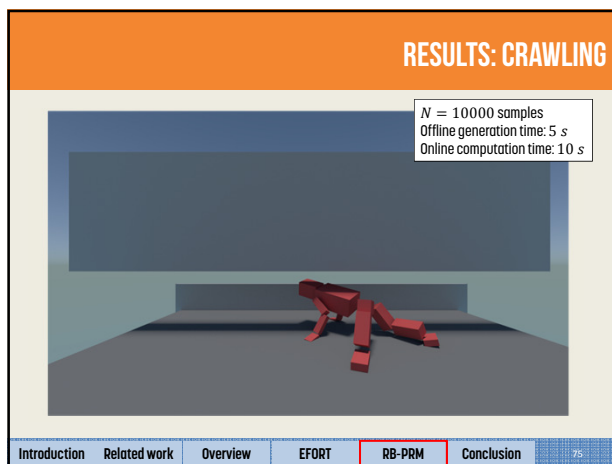 RESULTS: CRAWLING
N = 10000 samples
Offline generation time: 5 s
Online computation time: 10 s
Introduction Related work Overview EFORT RB-PRM Conclusion 75